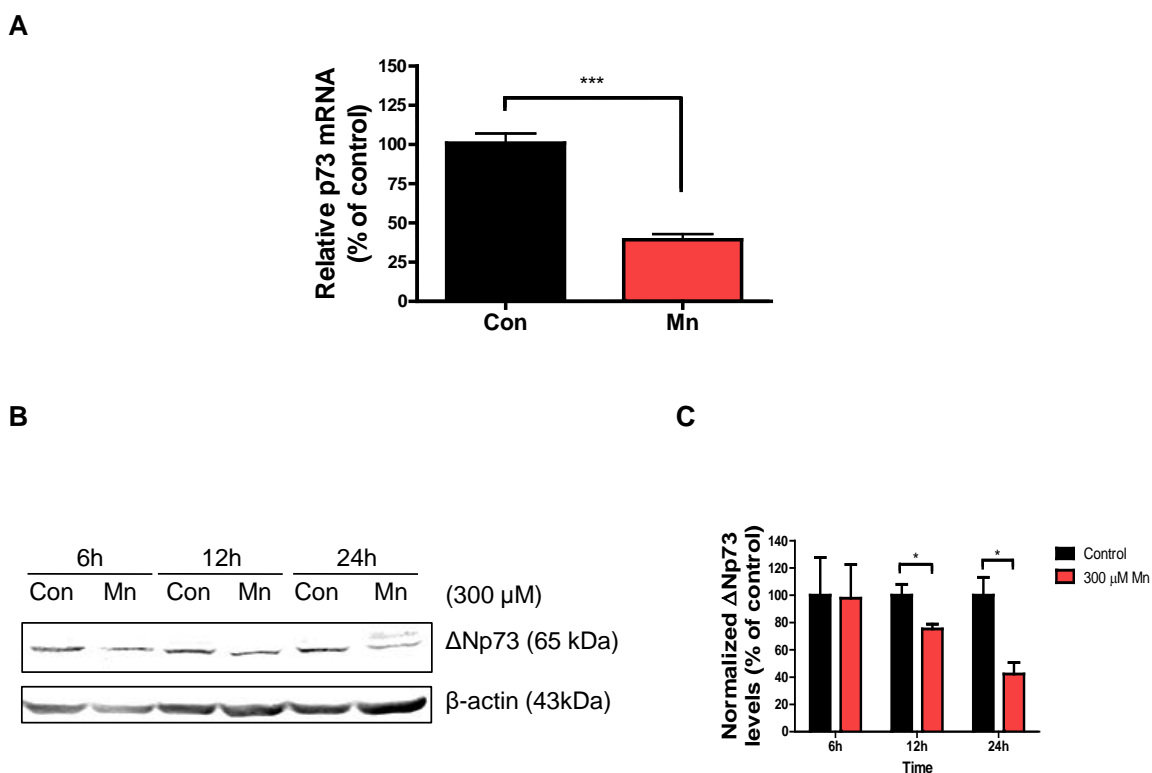 A
Relative p73 mRNA
(% of control)
150
125
100
75
50
25
0
***
Con Mn
B
6h 12h 24h
Con Mn Con Mn Con Mn (300 µM)
ΔNp73 (65 kDa)
β-actin (43kDa)
C
Normalized ΔNp73
levels (% of control)
140
120
100
80
60
40
20
0
* *
6h 12h 24h
Time
Control
300 µM Mn